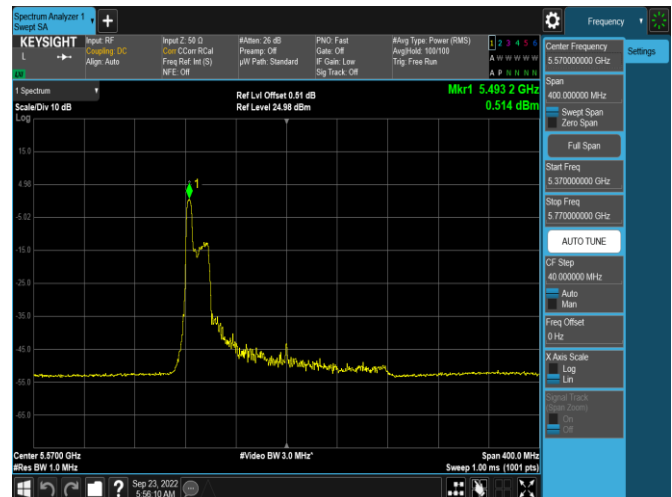 Spectrum Analyzer 1
Swept SA
Frequency
KEYSIGHT
L
LXI
Input: RF
Coupling: DC
Align: Auto
Input Z: 50 Ω
Corr CCorr RCal
Freq Ref: Int (S)
NFE: Off
#Atten: 26 dB
Preamp: Off
µW Path: Standard
PNO: Fast
Gate: Off
IF Gain: Low
Sig Track: Off
#Avg Type: Power (RMS)
Avg|Hold: 100/100
Trig: Free Run
1 2 3 4 5 6
A W W W W W
A P N N N N
1 Spectrum
Scale/Div 10 dB
Log
Ref Lvl Offset 0.51 dB
Ref Level 24.98 dBm
Mkr1 5.493 2 GHz
0.514 dBm
15.0
4.98
-5.02
-15.0
-25.0
-35.0
-45.0
-55.0
-65.0
1
Center 5.5700 GHz
#Res BW 1.0 MHz
#Video BW 3.0 MHz*
Span 400.0 MHz
Sweep 1.00 ms (1001 pts)
Center Frequency
5.570000000 GHz
Settings
Span
400.000000 MHz
Swept Span
Zero Span
Full Span
Start Freq
5.370000000 GHz
Stop Freq
5.770000000 GHz
AUTO TUNE
CF Step
40.000000 MHz
Auto
Man
Freq Offset
0 Hz
X Axis Scale
Log
Lin
Signal Track
(Span Zoom)
On
Off
?
Sep 23, 2022
5:56:10 AM